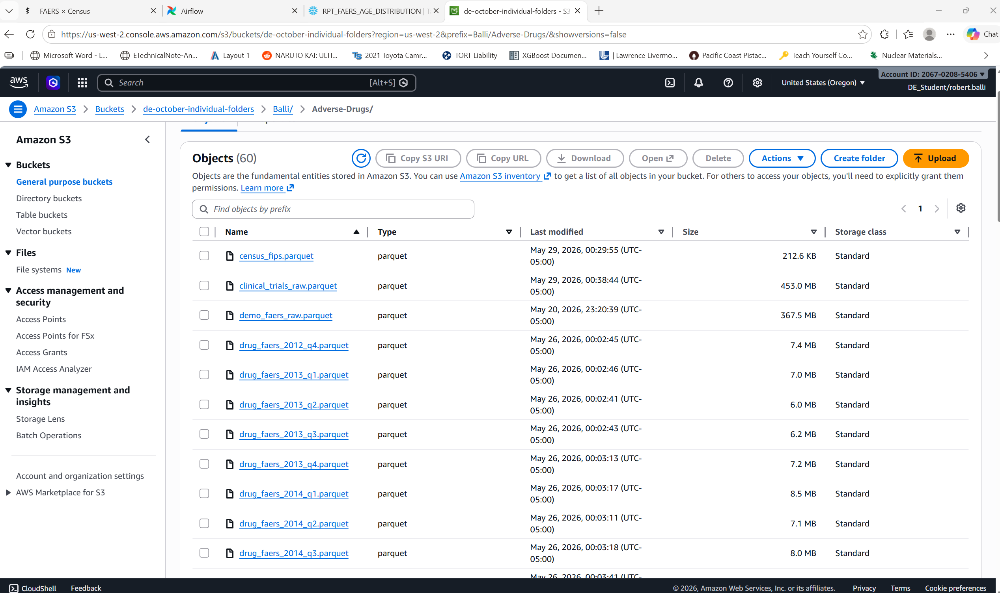 FAERS × Census
Airflow
RPT_FAERS_AGE_DISTRIBUTION | T
de-october-individual-folders - S3
https://us-west-2.console.aws.amazon.com/s3/buckets/de-october-individual-folders?region=us-west-2&prefix=Balli/Adverse-Drugs/&showversions=false
Chat
Microsoft Word - L...
ETechnicalNote-An...
Layout 1
NARUTO KAI: ULTI...
2021 Toyota Camr...
TORT Liability
XGBoost Documen...
| Lawrence Livermo...
Pacific Coast Pistac...
Teach Yourself Co...
Nuclear Materials...
aws
Search
[Alt+S]
United States (Oregon)
Account ID: 2067-0208-5406
DE_Student/robert.balli
Amazon S3 > Buckets > de-october-individual-folders > Balli/ > Adverse-Drugs/
Amazon S3
Buckets
General purpose buckets
Directory buckets
Table buckets
Vector buckets
Files
File systems New
Access management and
security
Access Points
Access Points for FSx
Access Grants
IAM Access Analyzer
Storage management and
insights
Storage Lens
Batch Operations
Account and organization settings
AWS Marketplace for S3
Objects (60)
Copy S3 URI
Copy URL
Download
Open
Delete
Actions
Create folder
Upload
Objects are the fundamental entities stored in Amazon S3. You can use Amazon S3 inventory to get a list of all objects in your bucket. For others to access your objects, you'll need to explicitly grant them
permissions. Learn more
Find objects by prefix
1
Name Type Last modified Size Storage class
census_fips.parquet parquet May 29, 2026, 00:29:55 (UTC-
05:00) 212.6 KB Standard
clinical_trials_raw.parquet parquet May 29, 2026, 00:38:44 (UTC-
05:00) 453.0 MB Standard
demo_faers_raw.parquet parquet May 20, 2026, 23:20:39 (UTC-
05:00) 367.5 MB Standard
drug_faers_2012_q4.parquet parquet May 26, 2026, 00:02:45 (UTC-
05:00) 7.4 MB Standard
drug_faers_2013_q1.parquet parquet May 26, 2026, 00:02:46 (UTC-
05:00) 7.0 MB Standard
drug_faers_2013_q2.parquet parquet May 26, 2026, 00:02:41 (UTC-
05:00) 6.0 MB Standard
drug_faers_2013_q3.parquet parquet May 26, 2026, 00:02:43 (UTC-
05:00) 6.2 MB Standard
drug_faers_2013_q4.parquet parquet May 26, 2026, 00:03:13 (UTC-
05:00) 7.2 MB Standard
drug_faers_2014_q1.parquet parquet May 26, 2026, 00:03:17 (UTC-
05:00) 8.5 MB Standard
drug_faers_2014_q2.parquet parquet May 26, 2026, 00:03:11 (UTC-
05:00) 7.1 MB Standard
drug_faers_2014_q3.parquet parquet May 26, 2026, 00:03:18 (UTC-
05:00) 8.0 MB Standard
May 26, 2026, 00:03:41 (UTC-
CloudShell
Feedback
© 2026, Amazon Web Services, Inc. or its affiliates.
Privacy
Terms
Cookie preferences